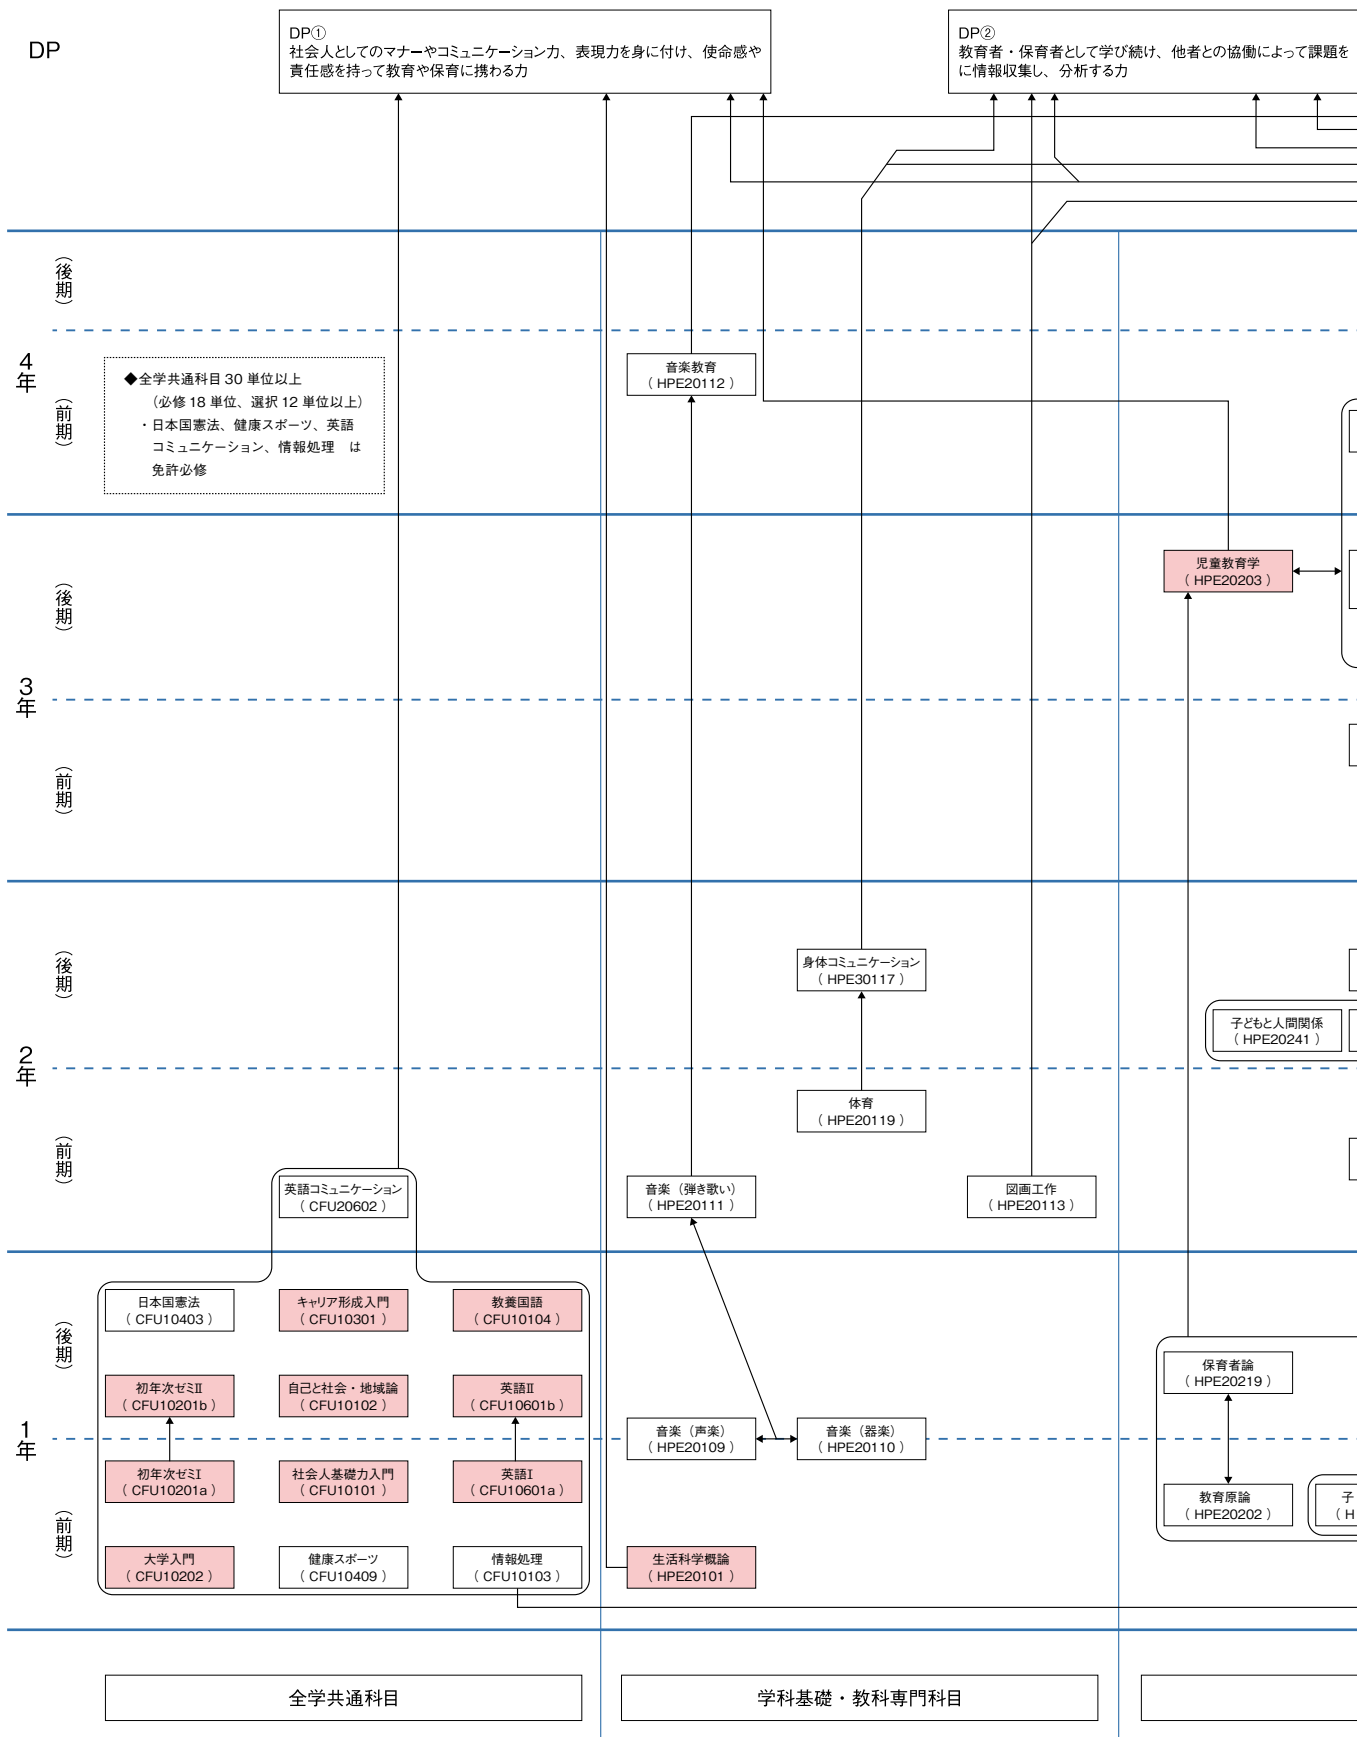 DP
DP①
社会人としてのマナーやコミュニケーション力、表現力を身に付け、使命感や
責任感を持って教育や保育に携わる力
DP②
教育者・保育者として学び続け、他者との協働によって課題を
に情報収集し、分析する力
4年
（後期）
（前期）
◆全学共通科目 30 単位以上
（必修 18 単位、選択 12 単位以上）
・日本国憲法、健康スポーツ、英語
コミュニケーション、情報処理　は
免許必修
音楽教育
（ HPE20112 ）
3年
（後期）
（前期）
児童教育学
（ HPE20203 ）
2年
（後期）
（前期）
身体コミュニケーション
（ HPE30117 ）
子どもと人間関係
（ HPE20241 ）
体育
（ HPE20119 ）
英語コミュニケーション
（ CFU20602 ）
音楽（弾き歌い）
（ HPE20111 ）
図画工作
（ HPE20113 ）
1年
（後期）
（前期）
日本国憲法
（ CFU10403 ）
キャリア形成入門
（ CFU10301 ）
教養国語
（ CFU10104 ）
保育者論
（ HPE20219 ）
初年次ゼミⅡ
（ CFU10201b ）
自己と社会・地域論
（ CFU10102 ）
英語Ⅱ
（ CFU10601b ）
音楽（声楽）
（ HPE20109 ）
音楽（器楽）
（ HPE20110 ）
初年次ゼミⅠ
（ CFU10201a ）
社会人基礎力入門
（ CFU10101 ）
英語Ⅰ
（ CFU10601a ）
教育原論
（ HPE20202 ）
子
（ H
大学入門
（ CFU10202 ）
健康スポーツ
（ CFU10409 ）
情報処理
（ CFU10103 ）
生活科学概論
（ HPE20101 ）
全学共通科目
学科基礎・教科専門科目